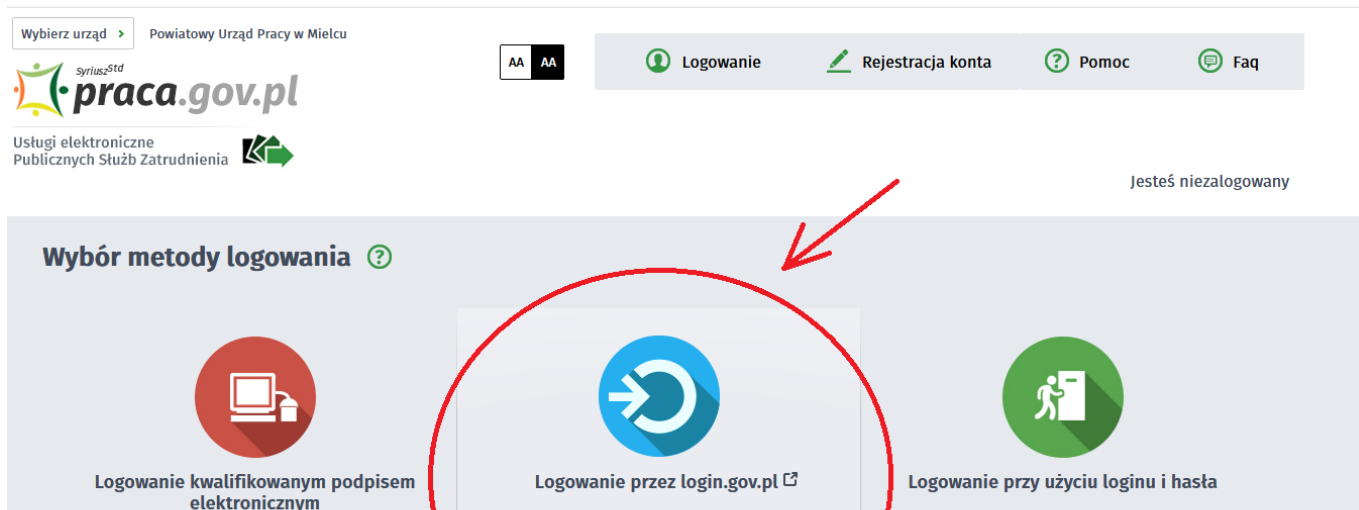 Wybierz urząd > Powiatowy Urząd Pracy w Mielcu
AA AA
Logowanie Rejestracja konta Pomoc Faq
SyriuszStd
praca.gov.pl
Usługi elektroniczne
Publicznych Służb Zatrudnienia
Jesteś niezalogowany
Wybór metody logowania ?
Logowanie kwalifikowanym podpisem
elektronicznym
Logowanie przez login.gov.pl
Logowanie przy użyciu loginu i hasła